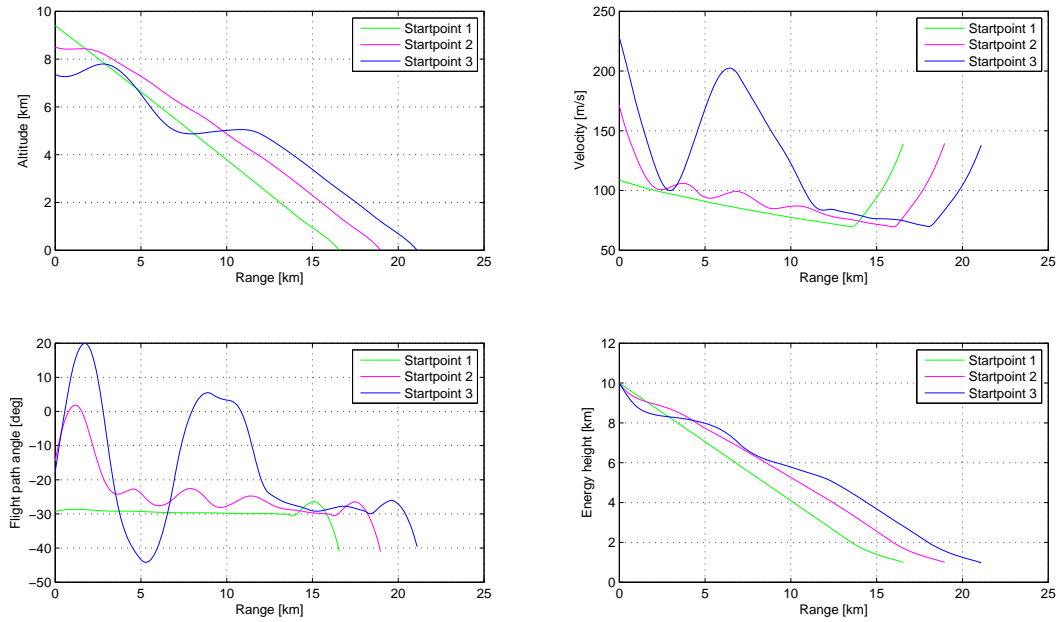 10
8
6
4
2
0
Altitude [km]
0
5
10
15
20
25
Range [km]
Startpoint 1
Startpoint 2
Startpoint 3
250
200
150
100
50
Velocity [m/s]
0
5
10
15
20
25
Range [km]
Startpoint 1
Startpoint 2
Startpoint 3
20
10
0
−10
−20
−30
−40
−50
Flight path angle [deg]
0
5
10
15
20
25
Range [km]
Startpoint 1
Startpoint 2
Startpoint 3
12
10
8
6
4
2
0
Energy height [km]
0
5
10
15
20
25
Range [km]
Startpoint 1
Startpoint 2
Startpoint 3